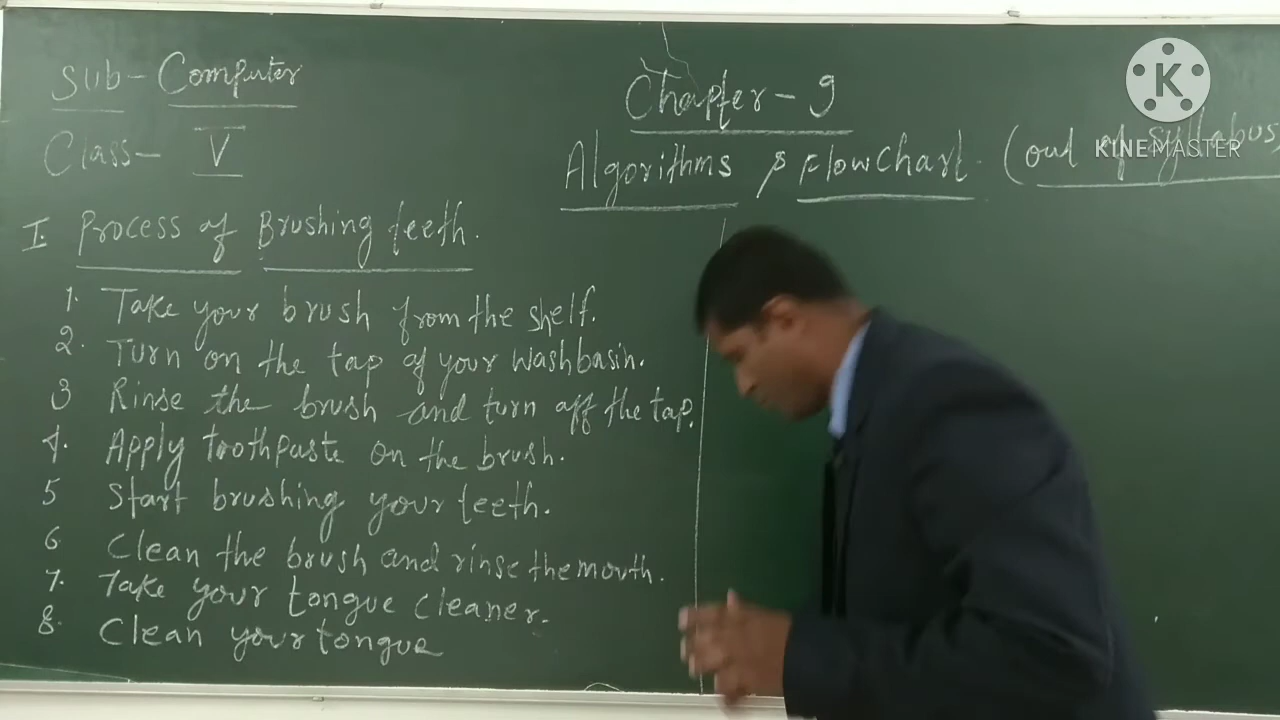 Sub- Computer
Class- V
Chapter-9
Algorithms & Flowchart. (out of syllabus)
I Process of Brushing teeth.
1. Take your brush from the shelf.
2. Turn on the tap of your washbasin.
3 Rinse the brush and turn off the tap.
4. Apply toothpaste on the brush.
5 Start brushing your teeth.
6 Clean the brush and rinse the mouth.
7. Take your tongue cleaner.
8. Clean your tongue
K
KINEMASTER